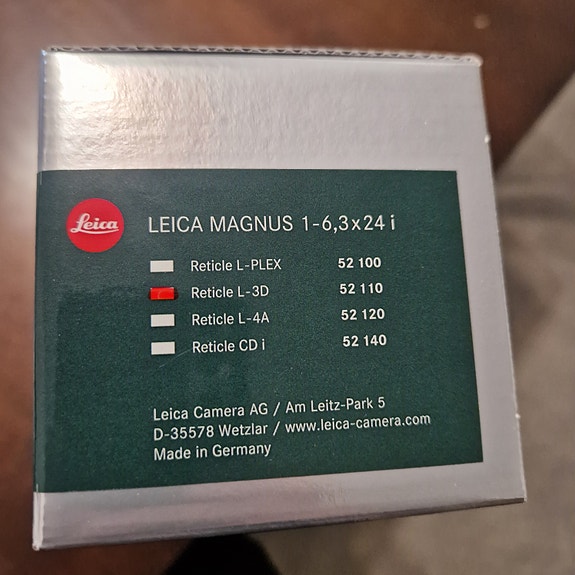 Leica
LEICA MAGNUS 1-6,3x24 i
Reticle L-PLEX 52 100
Reticle L-3D 52 110
Reticle L-4A 52 120
Reticle CD i 52 140
Leica Camera AG / Am Leitz-Park 5
D-35578 Wetzlar / www.leica-camera.com
Made in Germany